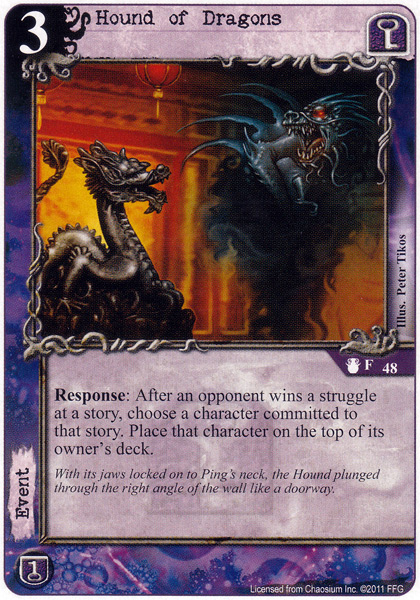 3
Hound of Dragons
Illus. Peter Tikos
F 48
Response: After an opponent wins a struggle
at a story, choose a character committed to
that story. Place that character on the top of its
owner's deck.
With its jaws locked on to Ping's neck, the Hound plunged
through the right angle of the wall like a doorway.
Event
1
Licensed from Chaosium Inc. ©2011 FFG